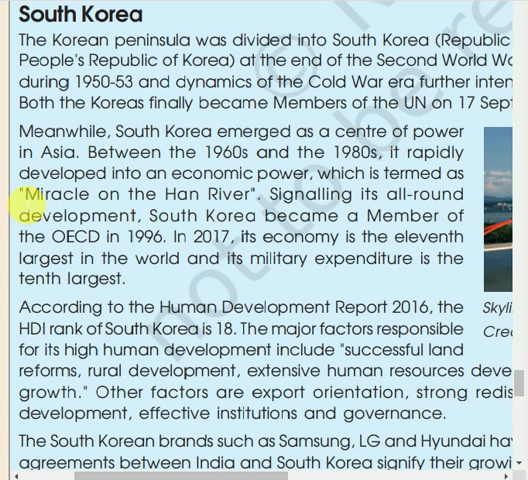 South Korea
The Korean peninsula was divided into South Korea (Republic
People's Republic of Korea) at the end of the Second World
during 1950-53 and dynamics of the Cold War era further
Both the Koreas finally became Members of the UN on 17
Meanwhile, South Korea emerged as a centre of power
in Asia. Between the 1960s and the 1980s, it rapidly
developed into an economic power, which is termed as
"Miracle on the Han River". Signalling its all-round
development, South Korea became a Member of
the OECD in 1996. In 2017, its economy is the eleventh
largest in the world and its military expenditure is the
tenth largest.
According to the Human Development Report 2016, the
HDI rank of South Korea is 18. The major factors responsible
for its high human development include "successful land
reforms, rural development, extensive human resources
growth." Other factors are export orientation, strong
development, effective institutions and governance.
The South Korean brands such as Samsung, LG and Hyundai
agreements between India and South Korea signify their
not to be re